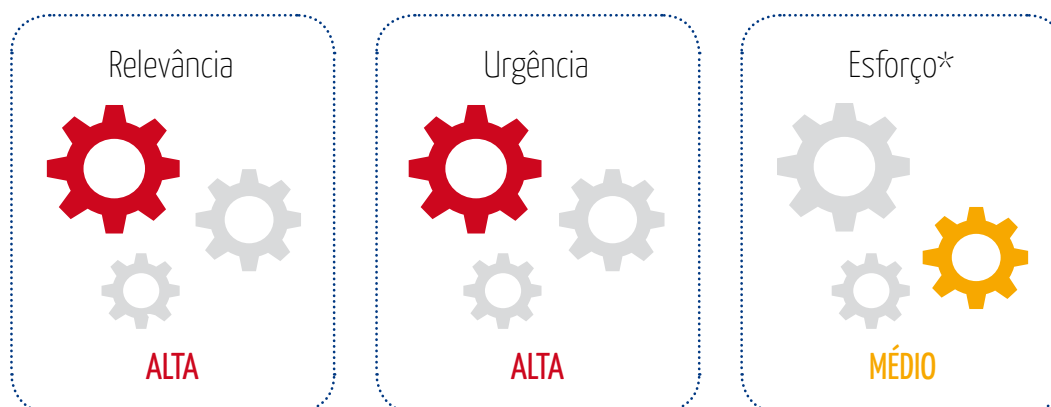 Relevância
ALTA
Urgência
ALTA
Esforço*
MÉDIO